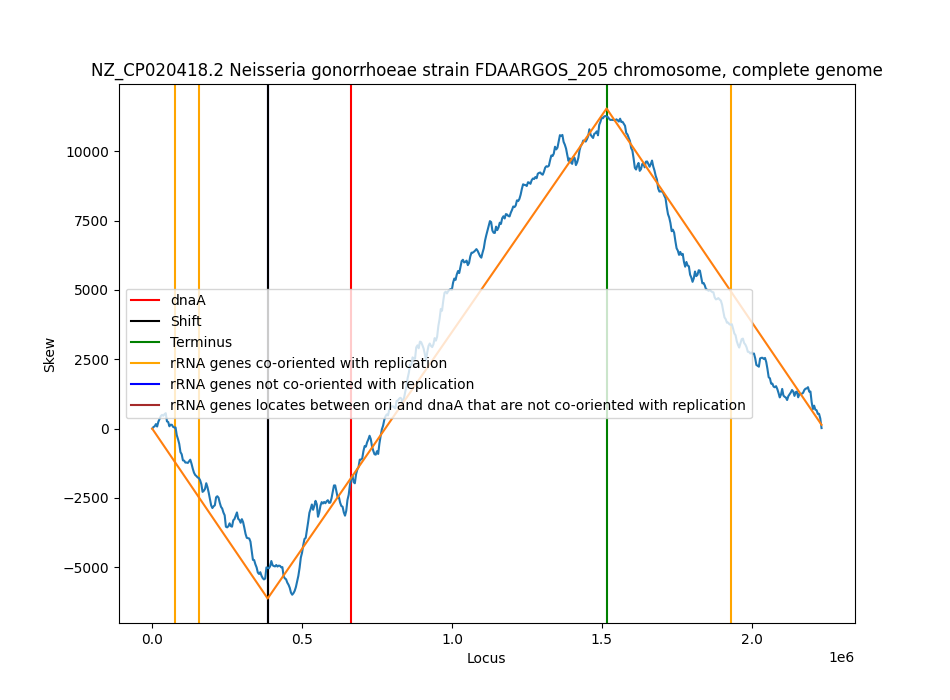 NZ_CP020418.2 Neisseria gonorrhoeae strain FDAARGOS_205 chromosome, complete genome
10000
7500
5000
2500
0
−2500
−5000
Skew
dnaA
Shift
Terminus
rRNA genes co-oriented with replication
rRNA genes not co-oriented with replication
rRNA genes locates between ori and dnaA that are not co-oriented with replication
0.0
0.5
1.0
1.5
2.0
1e6
Locus